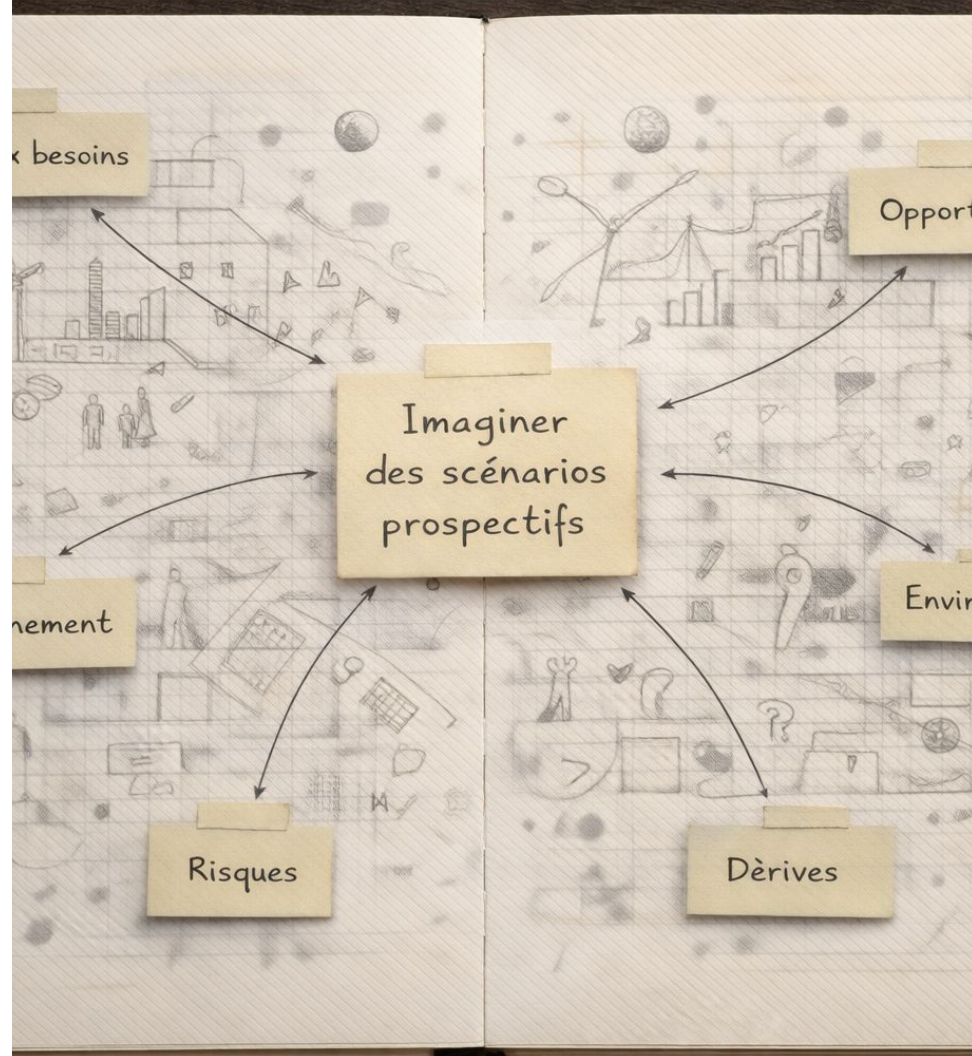 x besoins
Opport
Imaginer
des scénarios
prospectifs
nement
Envir
Risques
Dèrives